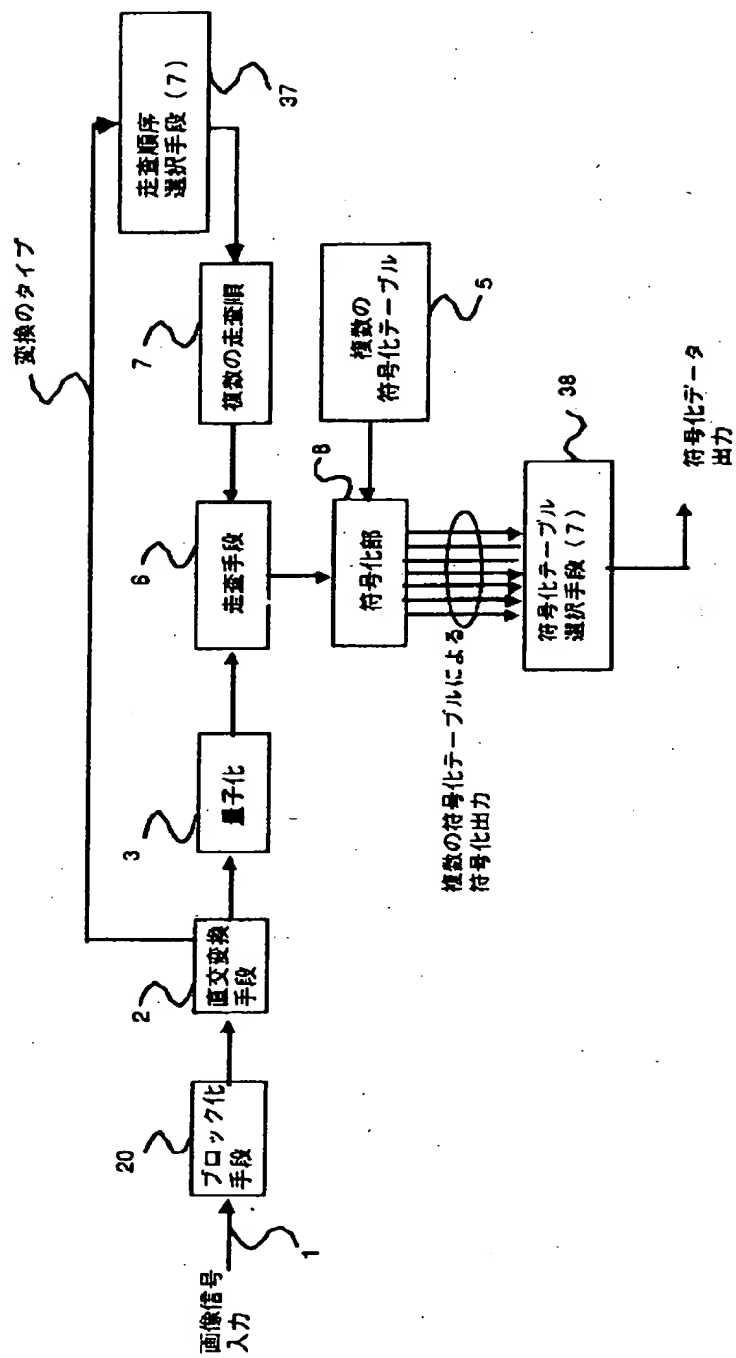 画像信号
入力
1
20
ブロック化
手段
2
直交変換
手段
3
量子化
変換のタイプ
6
走査手段
7
複数の走査順
走査順序
選択手段(7)
37
8
符号化部
複数の
符号化テーブル
5
複数の符号化テーブルによる
符号化出力
符号化テーブル
選択手段(7)
38
符号化データ
出力